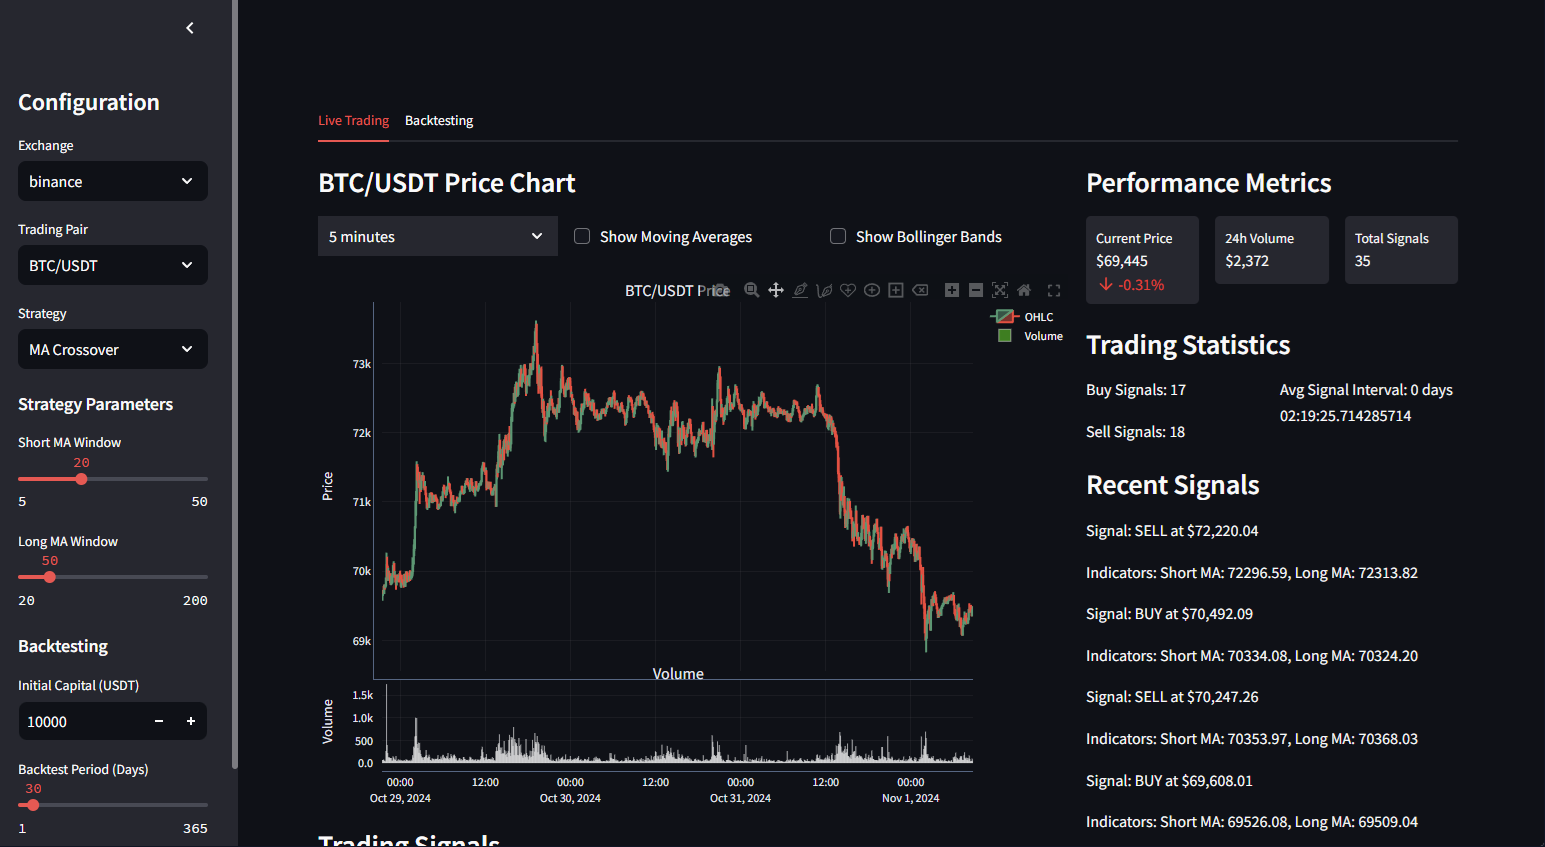 Configuration
Exchange
binance
Trading Pair
BTC/USDT
Strategy
MA Crossover
Strategy Parameters
Short MA Window
20
5 50
Long MA Window
50
20 200
Backtesting
Initial Capital (USDT)
10000
Backtest Period (Days)
30
1 365
Live Trading Backtesting
BTC/USDT Price Chart
5 minutes
Show Moving Averages
Show Bollinger Bands
BTC/USDT Price
OHLC
Volume
Price
73k
72k
71k
70k
69k
Volume
Volume
1.5k
1.0k
500
0.0
00:00 12:00 00:00 12:00 00:00 12:00 00:00
Oct 29, 2024 Oct 30, 2024 Oct 31, 2024 Nov 1, 2024
Trading Signals
Performance Metrics
Current Price
$69,445
-0.31%
24h Volume
$2,372
Total Signals
35
Trading Statistics
Buy Signals: 17
Sell Signals: 18
Avg Signal Interval: 0 days
02:19:25.714285714
Recent Signals
Signal: SELL at $72,220.04
Indicators: Short MA: 72296.59, Long MA: 72313.82
Signal: BUY at $70,492.09
Indicators: Short MA: 70334.08, Long MA: 70324.20
Signal: SELL at $70,247.26
Indicators: Short MA: 70353.97, Long MA: 70368.03
Signal: BUY at $69,608.01
Indicators: Short MA: 69526.08, Long MA: 69509.04